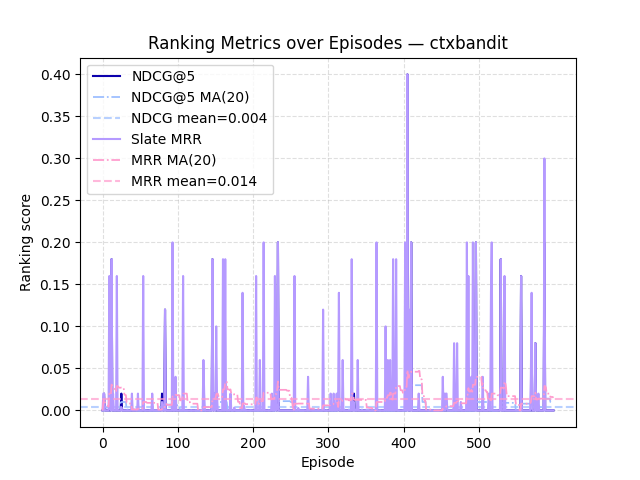 Ranking Metrics over Episodes — ctxbandit
NDCG@5
NDCG@5 MA(20)
NDCG mean=0.004
Slate MRR
MRR MA(20)
MRR mean=0.014
Ranking score
0.40
0.35
0.30
0.25
0.20
0.15
0.10
0.05
0.00
0 100 200 300 400 500
Episode